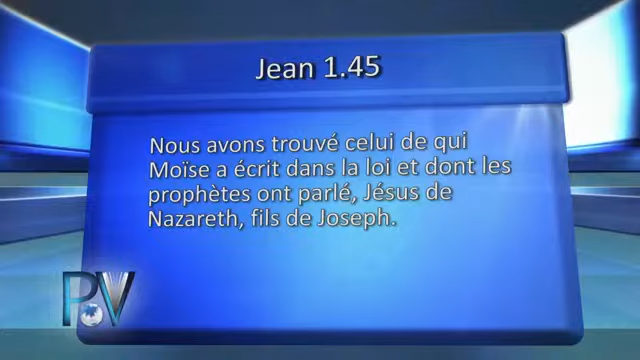 Jean 1.45
Nous avons trouvé celui de qui
Moïse a écrit dans la loi et dont les
prophètes ont parlé, Jésus de
Nazareth, fils de Joseph.
PV